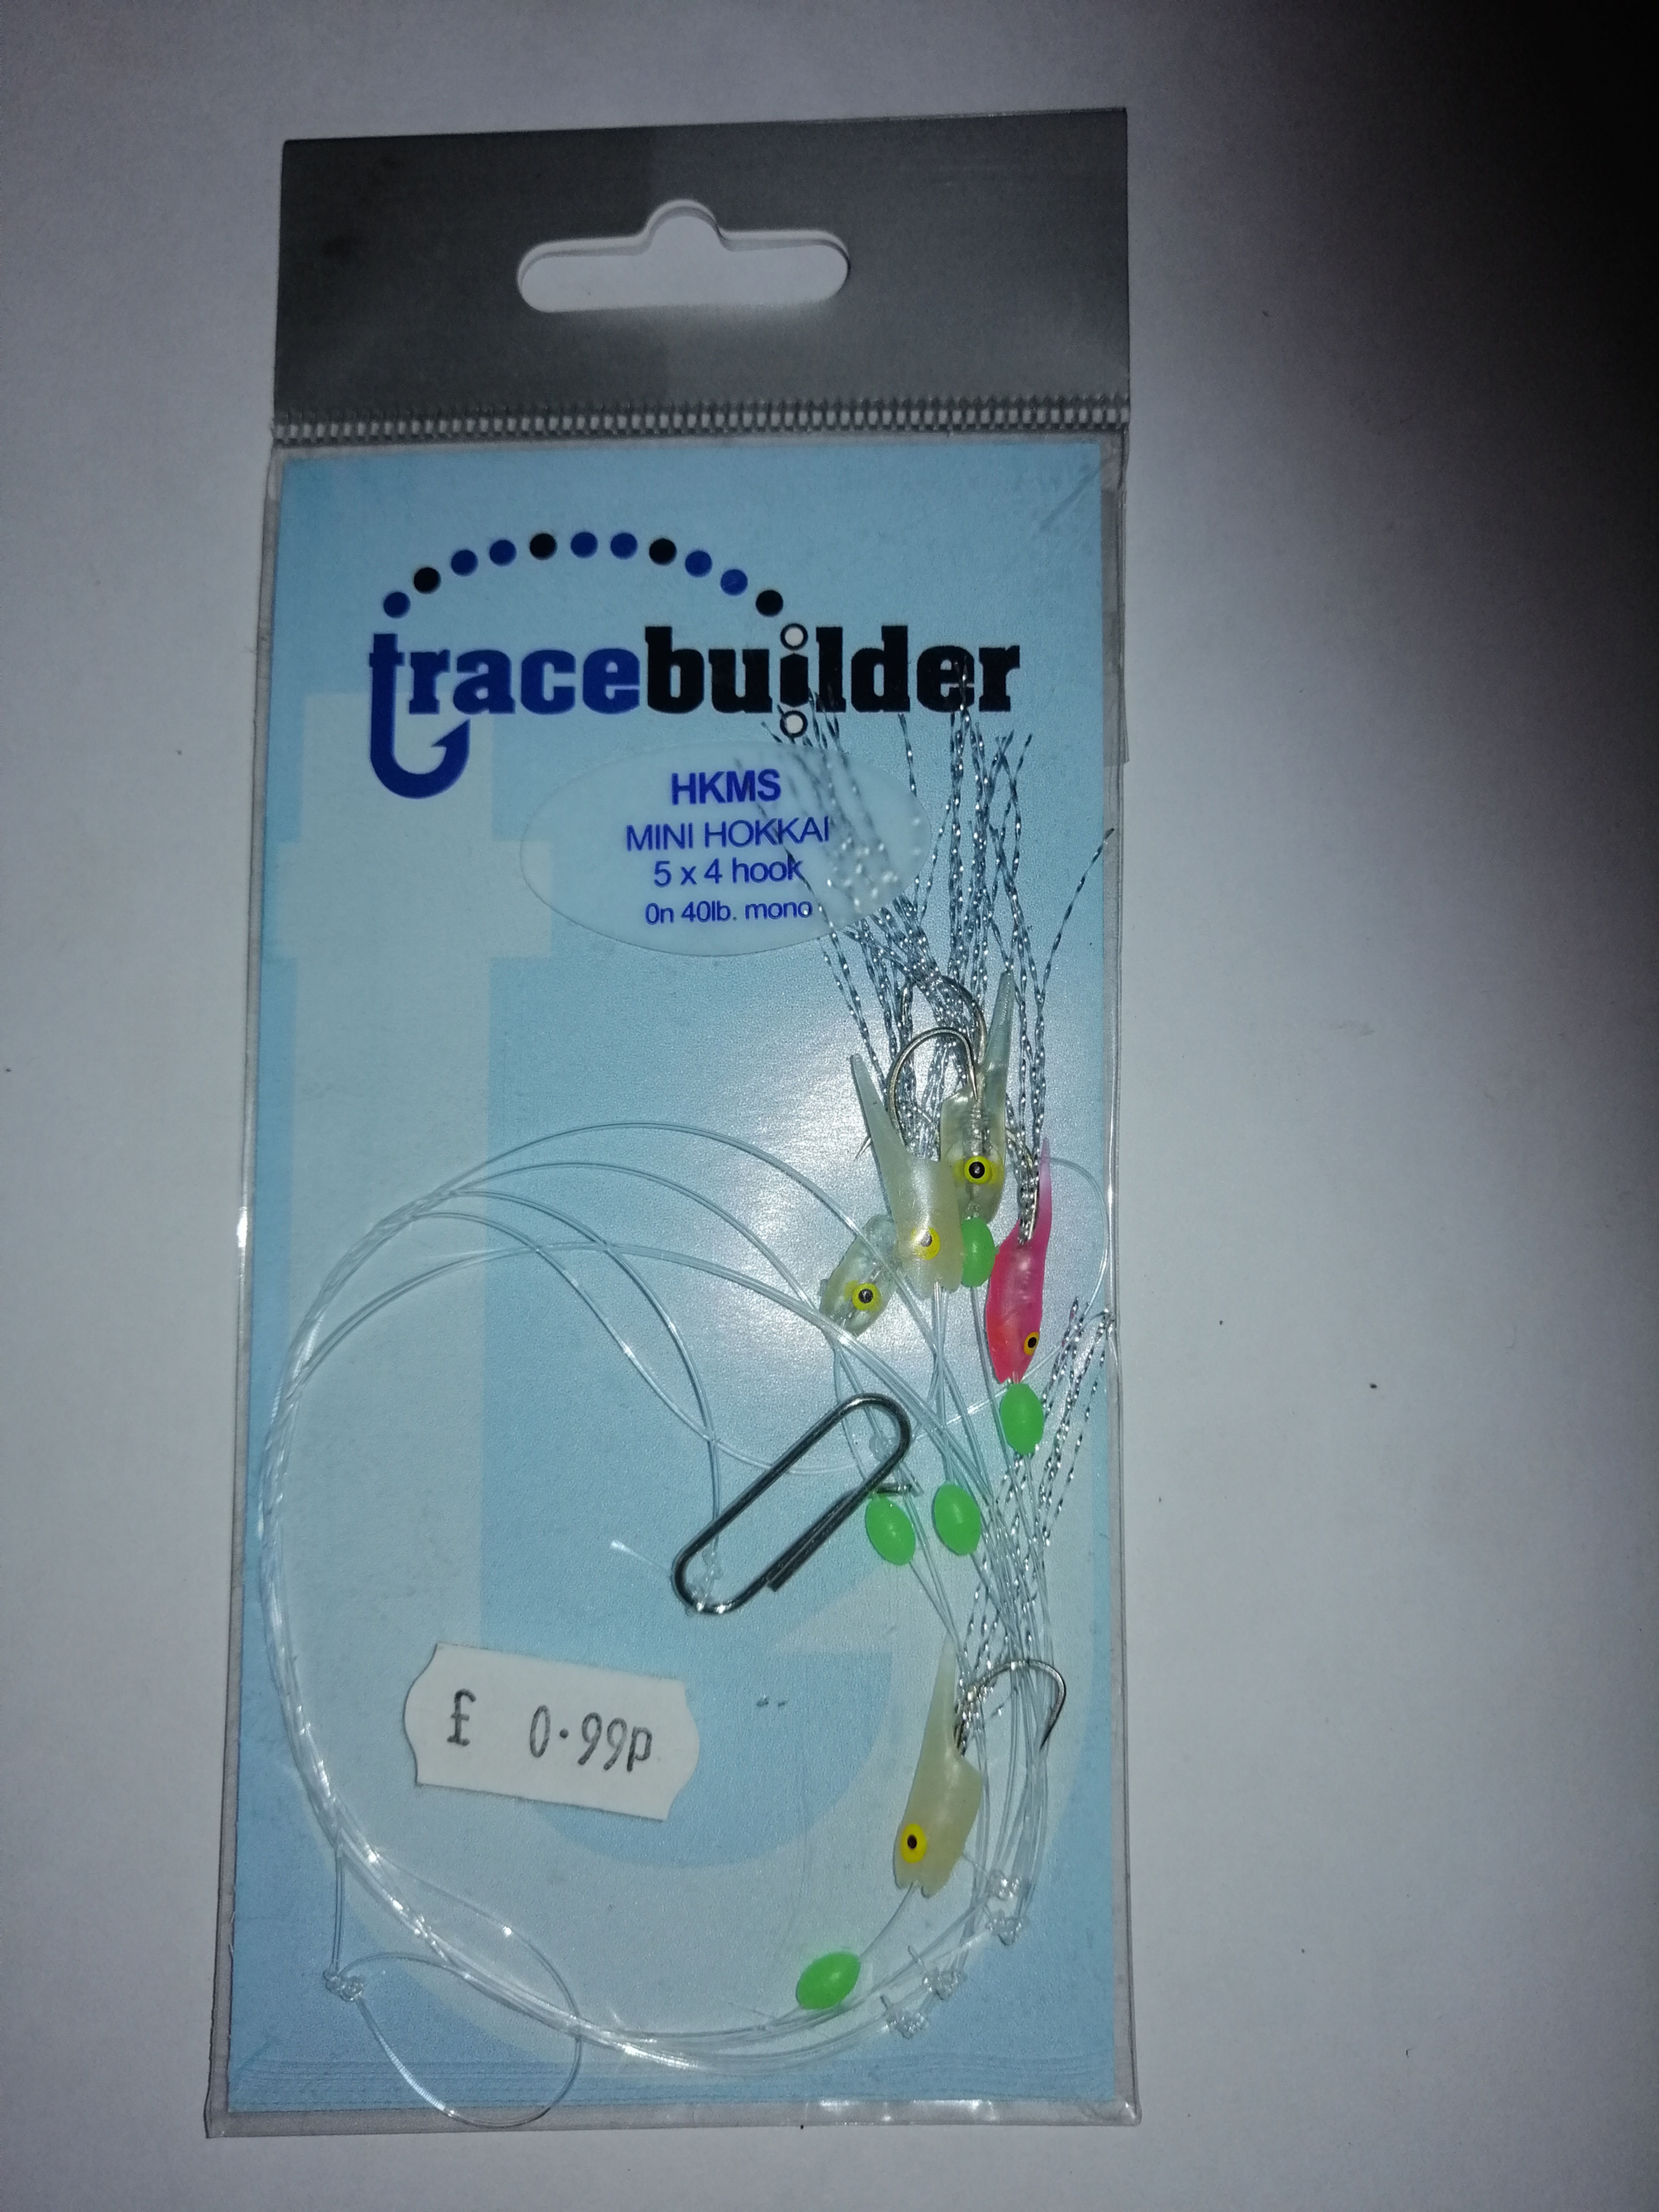 tracebuilder
HKMS
MINI HOKKAI
5 x 4 hook
0n 40lb. mono
£ 0.99p